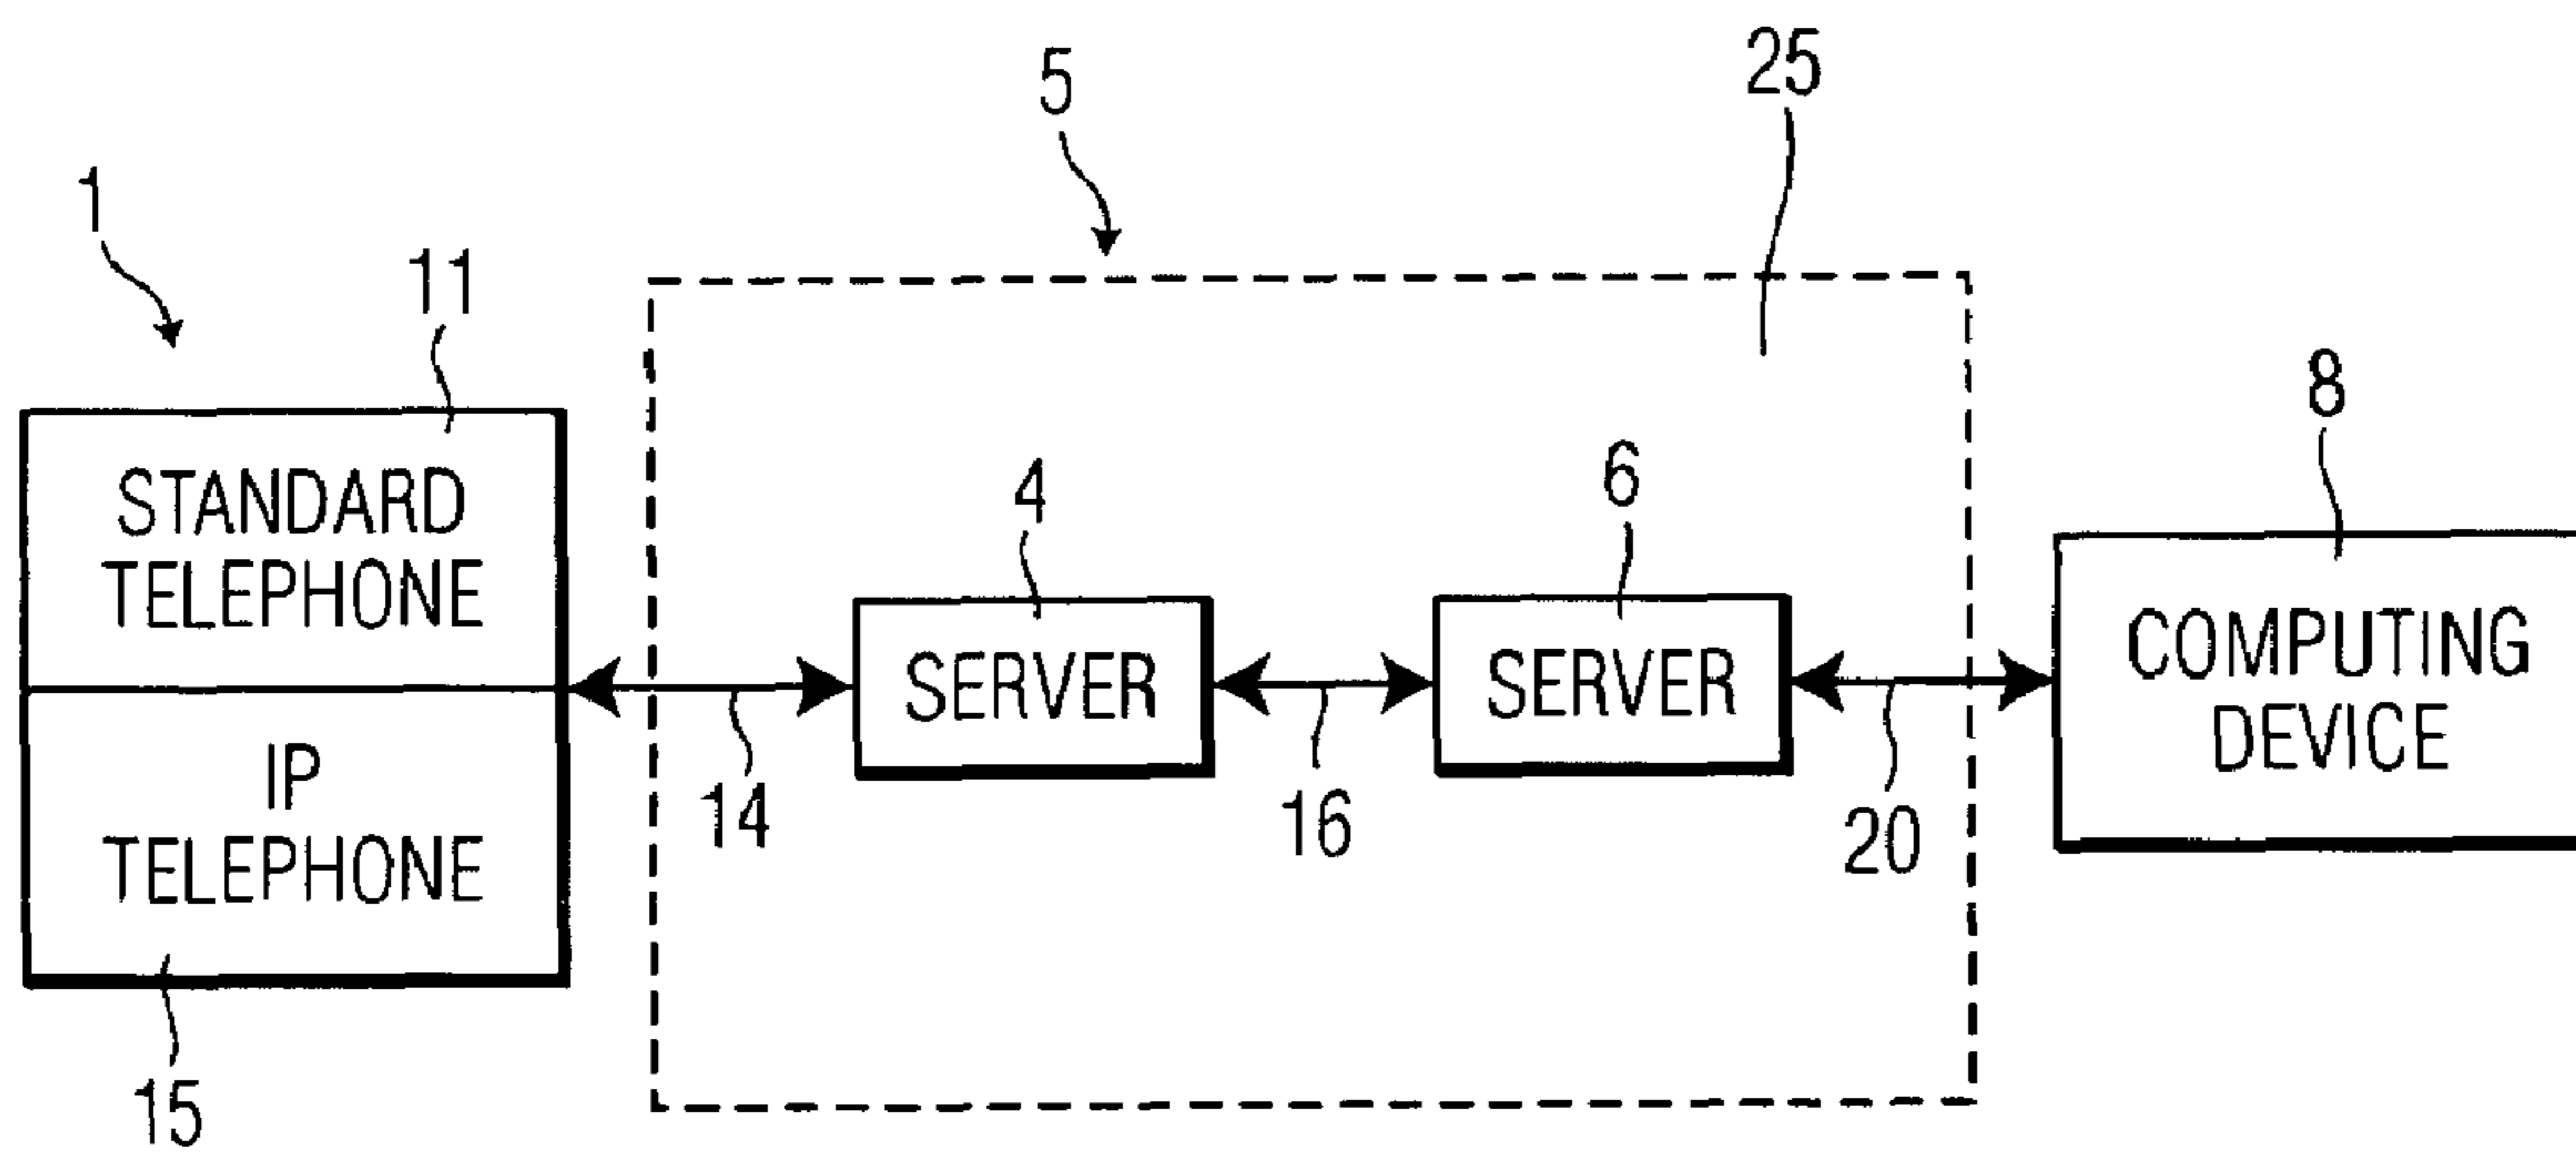 5
25
1
11
8
STANDARD
TELEPHONE
4
6
SERVER
SERVER
COMPUTING
DEVICE
IP
TELEPHONE
14
16
20
15